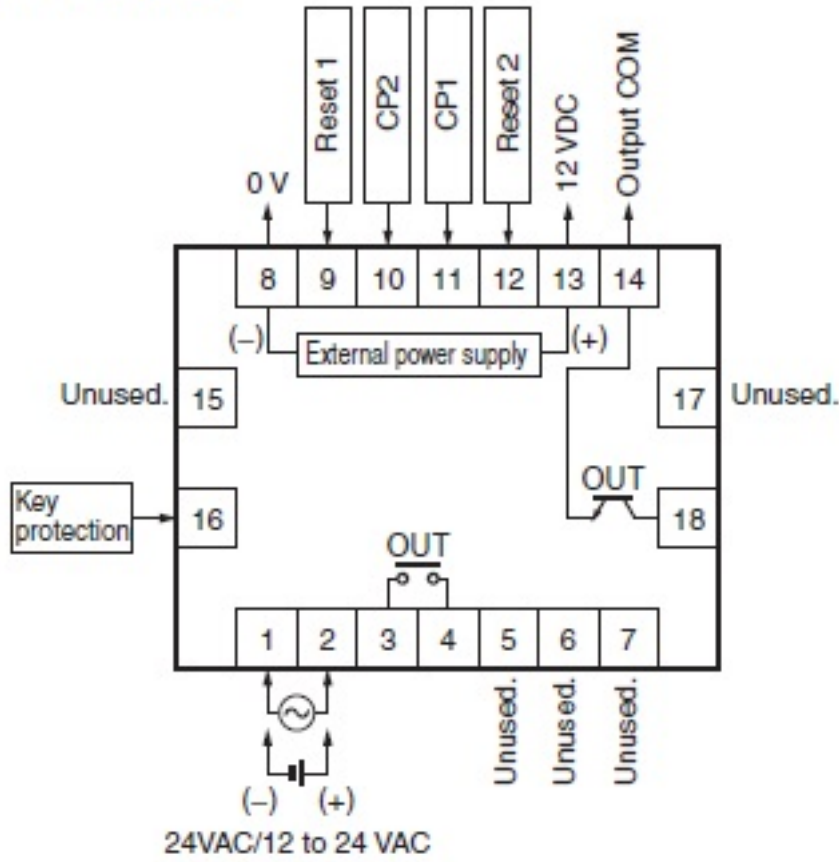 Reset 1
CP2
CP1
Reset 2
12 VDC
Output COM
0 V
8
9
10
11
12
13
14
(–)
External power supply
(+)
Unused.
15
17
Unused.
Key
protection
16
OUT
18
OUT
1
2
3
4
5
6
7
Unused.
Unused.
Unused.
(–)
(+)
24VAC/12 to 24 VAC